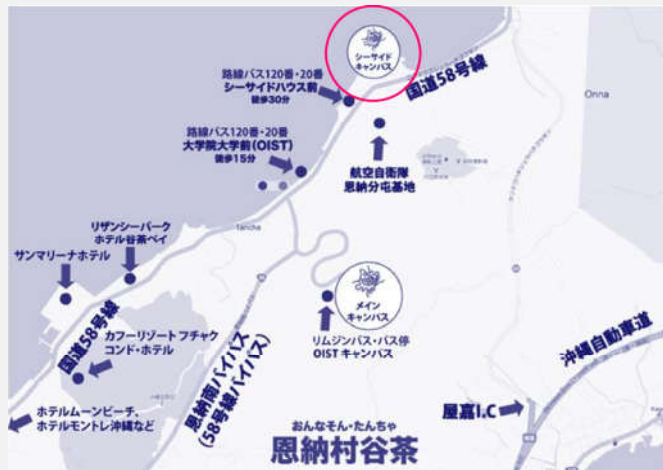 シーサイド
キャンパス
国道58号線
路線バス120番・20番
シーサイドハウス前
徒歩30分
Onna
路線バス120番・20番
大学院大学前(OIST)
徒歩15分
航空自衛隊
恩納分屯基地
リザンシーパーク
ホテル谷茶ベイ
Tancha
サンマリーナホテル
メイン
キャンパス
国道58号線
カフーリゾートフチャク
コンド・ホテル
恩納南バイパス
(58号線バイパス)
リムジンバス・バス停
OISTキャンパス
沖縄自動車道
屋嘉I.C
ホテルムーンビーチ、
ホテルモントレ沖縄など
おんなそん・たんちゃ
恩納村谷茶